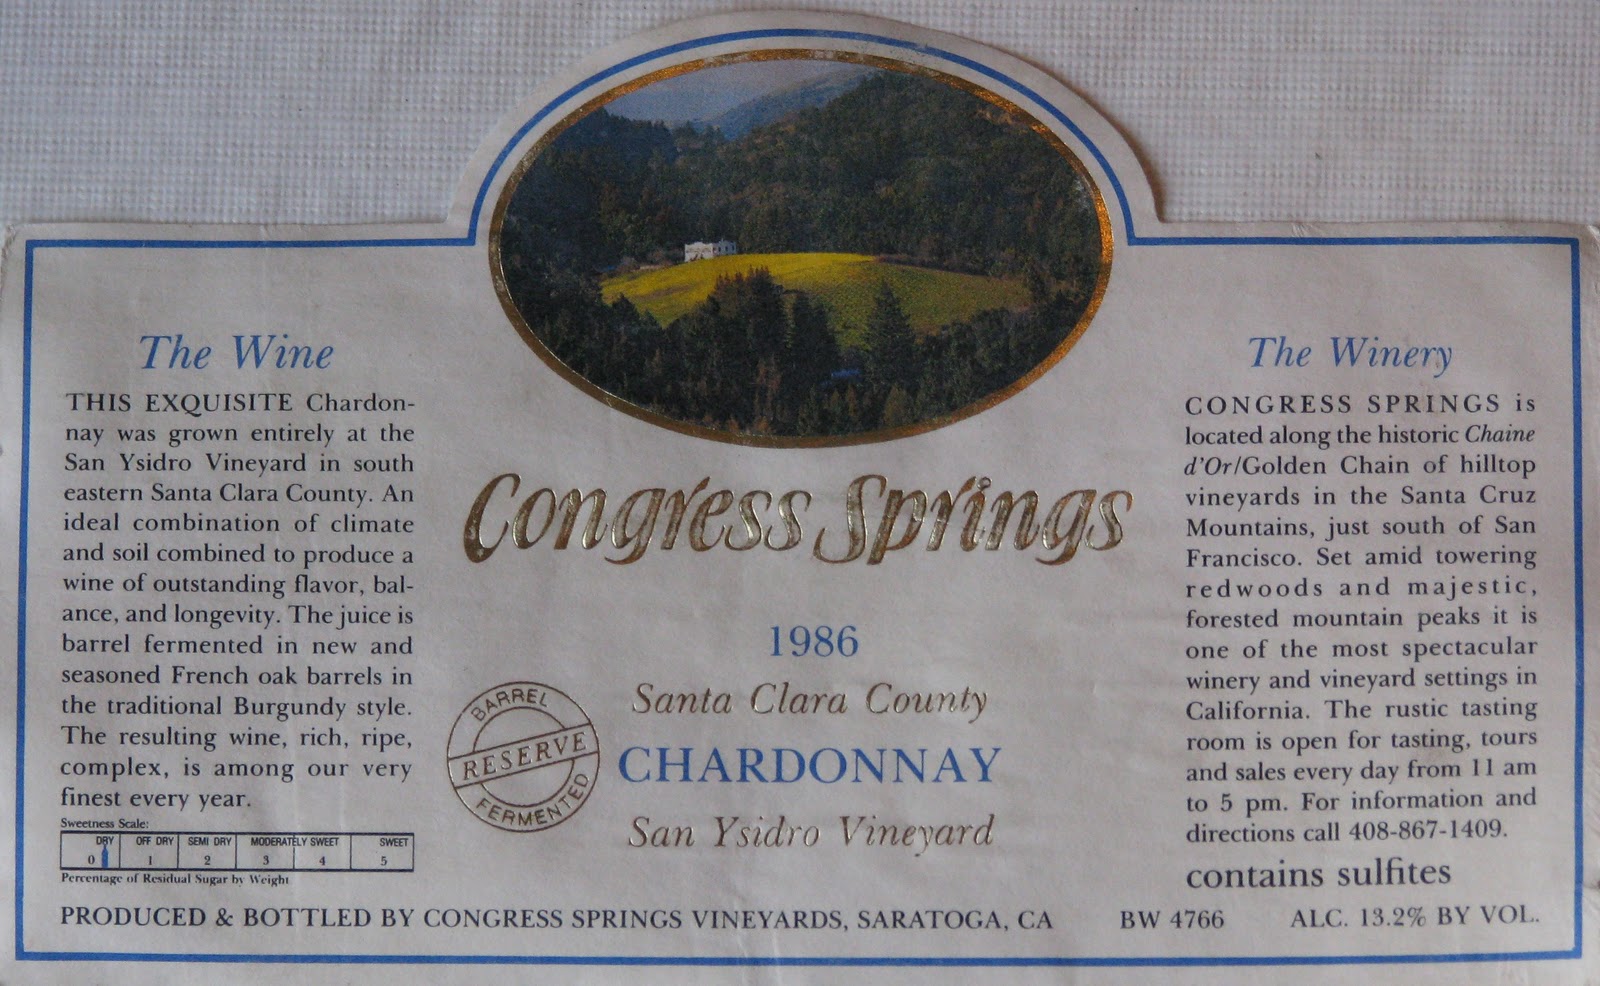 The Wine
THIS EXQUISITE Chardon-
nay was grown entirely at the
San Ysidro Vineyard in south
eastern Santa Clara County. An
ideal combination of climate
and soil combined to produce a
wine of outstanding flavor, bal-
ance, and longevity. The juice is
barrel fermented in new and
seasoned French oak barrels in
the traditional Burgundy style.
The resulting wine, rich, ripe,
complex, is among our very
finest every year.
Sweetness Scale:
DRY OFF DRY SEMI DRY MODERATELY SWEET SWEET
0 1 2 3 4 5
Percentage of Residual Sugar by Weight
Congress Springs
1986
Santa Clara County
CHARDONNAY
San Ysidro Vineyard
BARREL
RESERVE
FERMENTED
The Winery
CONGRESS SPRINGS is
located along the historic Chaine
d'Or/Golden Chain of hilltop
vineyards in the Santa Cruz
Mountains, just south of San
Francisco. Set amid towering
redwoods and majestic,
forested mountain peaks it is
one of the most spectacular
winery and vineyard settings in
California. The rustic tasting
room is open for tasting, tours
and sales every day from 11 am
to 5 pm. For information and
directions call 408-867-1409.
contains sulfites
PRODUCED & BOTTLED BY CONGRESS SPRINGS VINEYARDS, SARATOGA, CA BW 4766 ALC. 13.2% BY VOL.